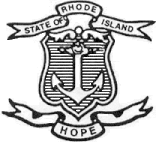 STATE OF RHODE ISLAND
HOPE